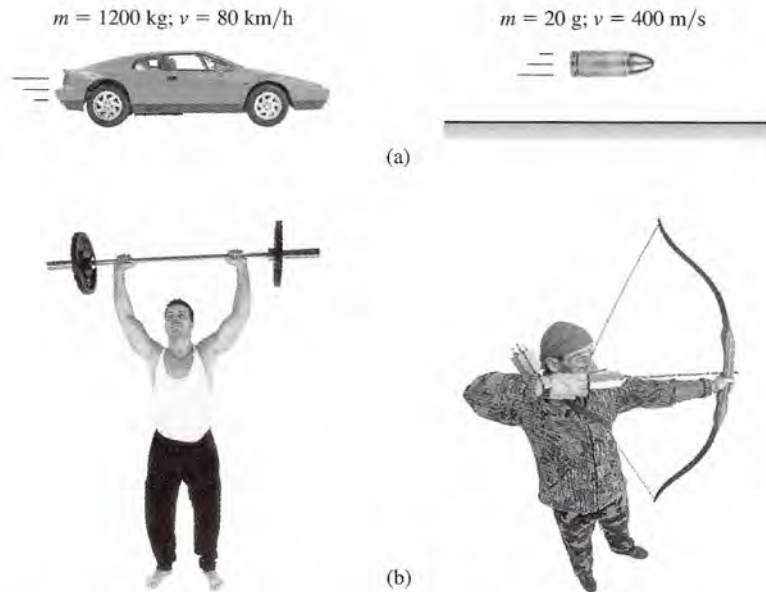 m = 1200 kg; v = 80 km/h
m = 20 g; v = 400 m/s
(a)
(b)